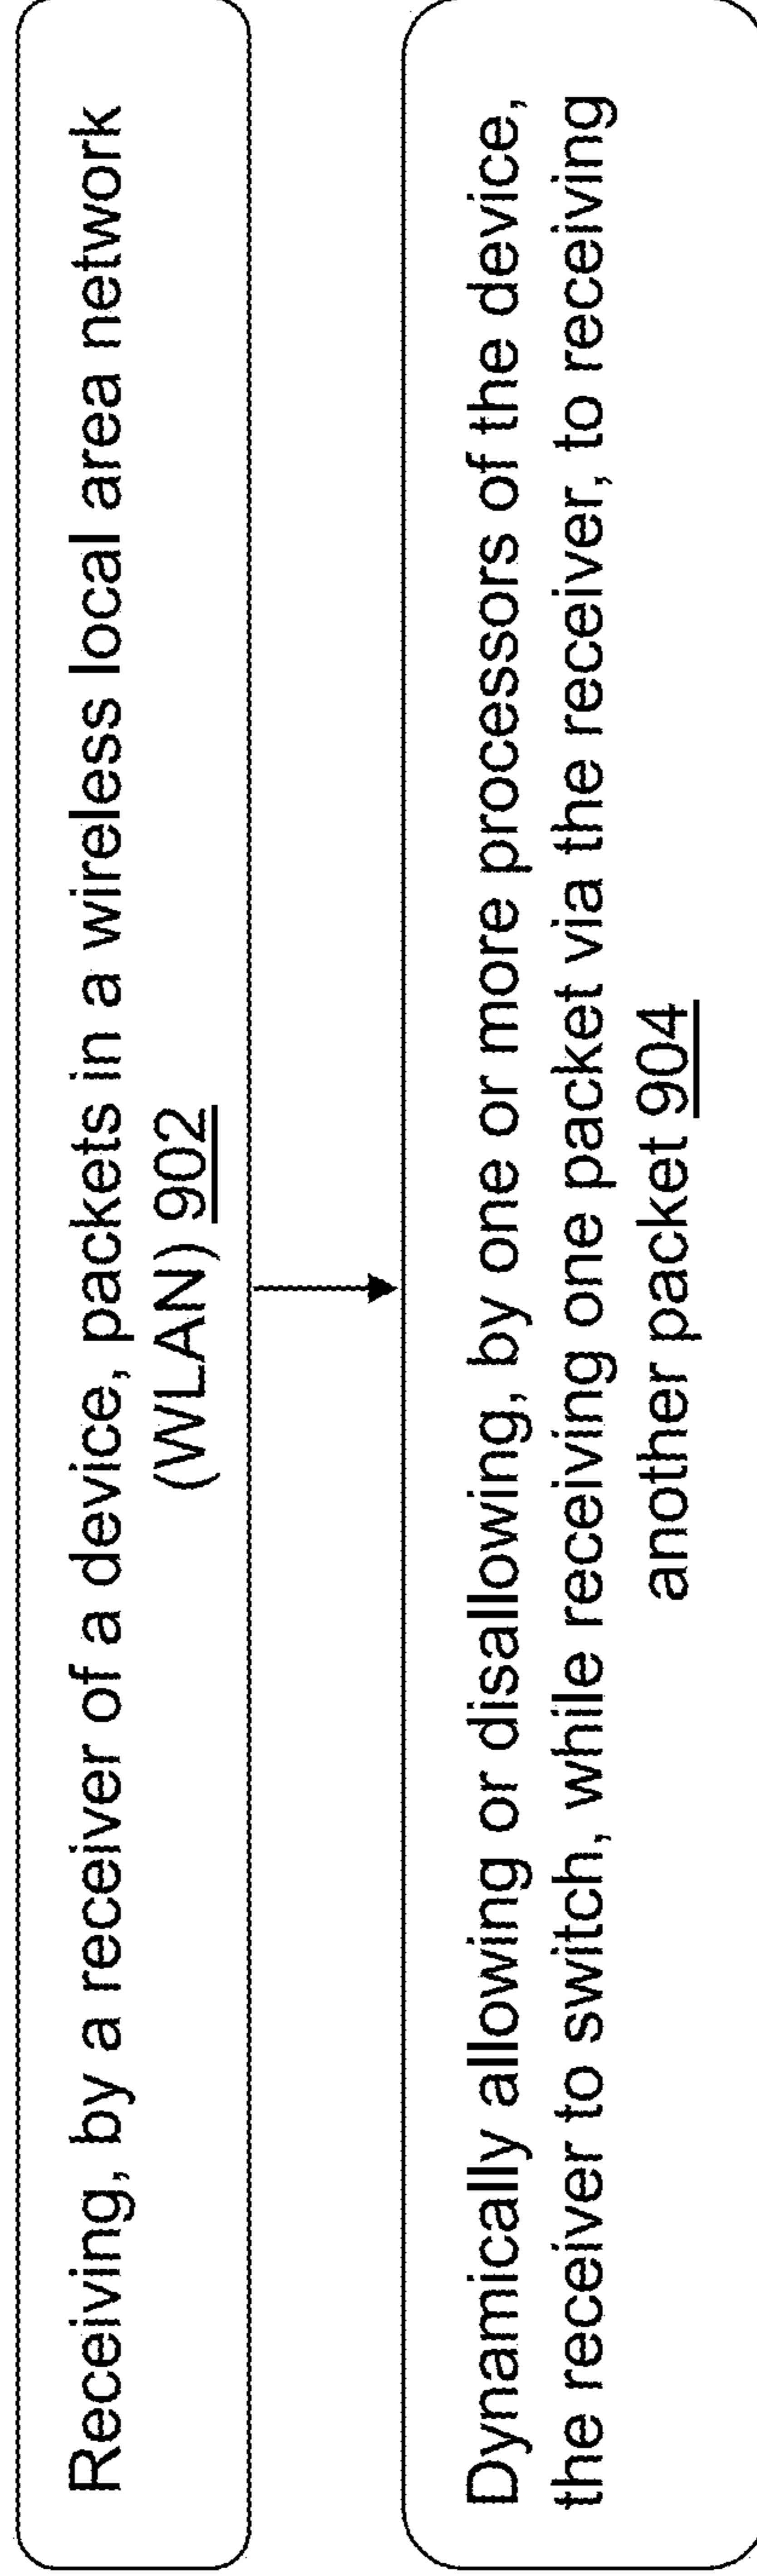 Receiving, by a receiver of a device, packets in a wireless local area network
(WLAN) 902
Dynamically allowing or disallowing, by one or more processors of the device,
the receiver to switch, while receiving one packet via the receiver, to receiving
another packet 904